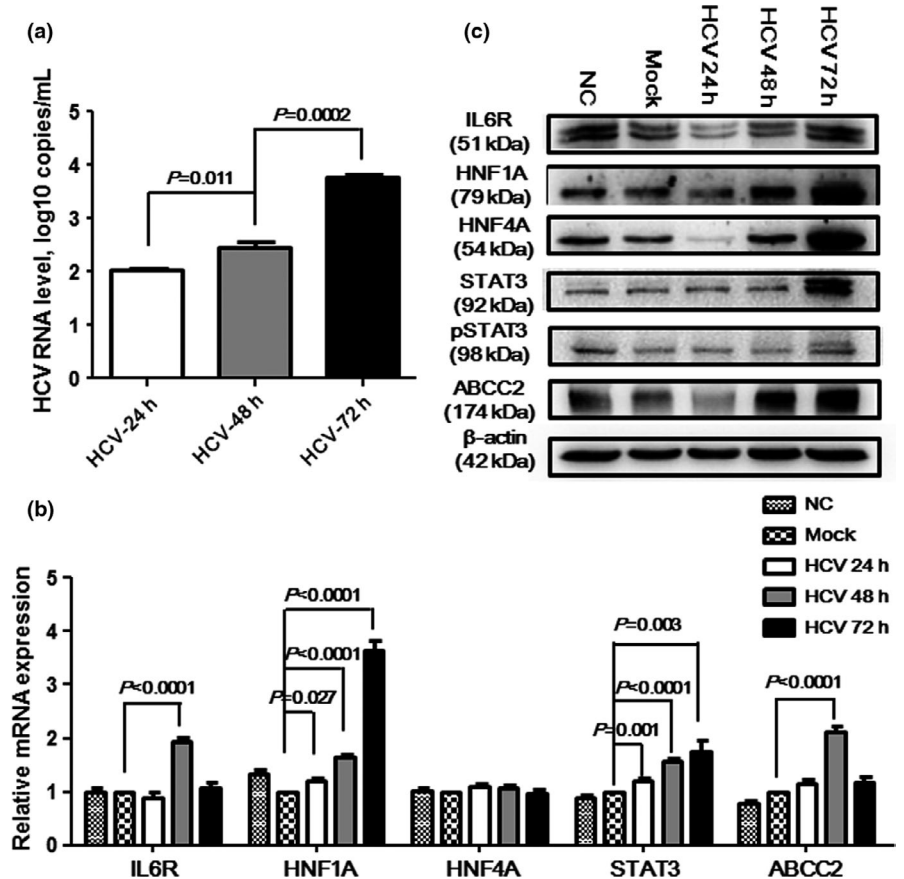 (a)
HCV RNA level, log10 copies/mL
5
4
3
2
1
0
P=0.011
P=0.0002
HCV-24 h
HCV-48 h
HCV-72 h
(c)
NC
Mock
HCV 24 h
HCV 48 h
HCV 72 h
IL6R
(51 kDa)
HNF1A
(79 kDa)
HNF4A
(54 kDa)
STAT3
(92 kDa)
pSTAT3
(98 kDa)
ABCC2
(174 kDa)
β-actin
(42 kDa)
(b)
NC
Mock
HCV 24 h
HCV 48 h
HCV 72 h
Relative mRNA expression
5
4
3
2
1
0
P<0.0001
P<0.0001
P<0.0001
P=0.027
P=0.003
P<0.0001
P=0.001
P<0.0001
IL6R
HNF1A
HNF4A
STAT3
ABCC2